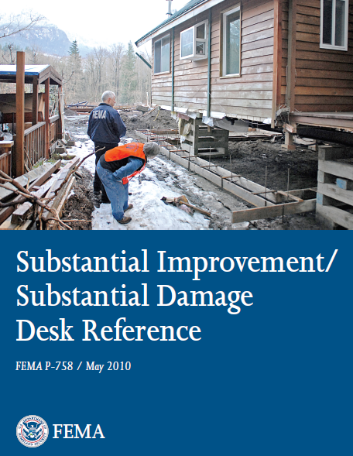 FEMA
Substantial Improvement/
Substantial Damage
Desk Reference
FEMA P-758 / May 2010
FEMA